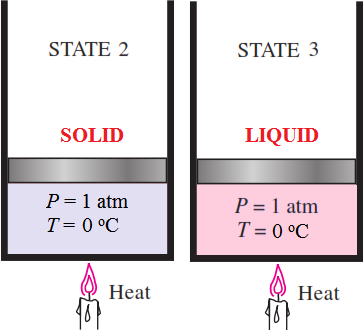 STATE 2
SOLID
P = 1 atm
T = 0 ºC
Heat
STATE 3
LIQUID
P = 1 atm
T = 0 ºC
Heat